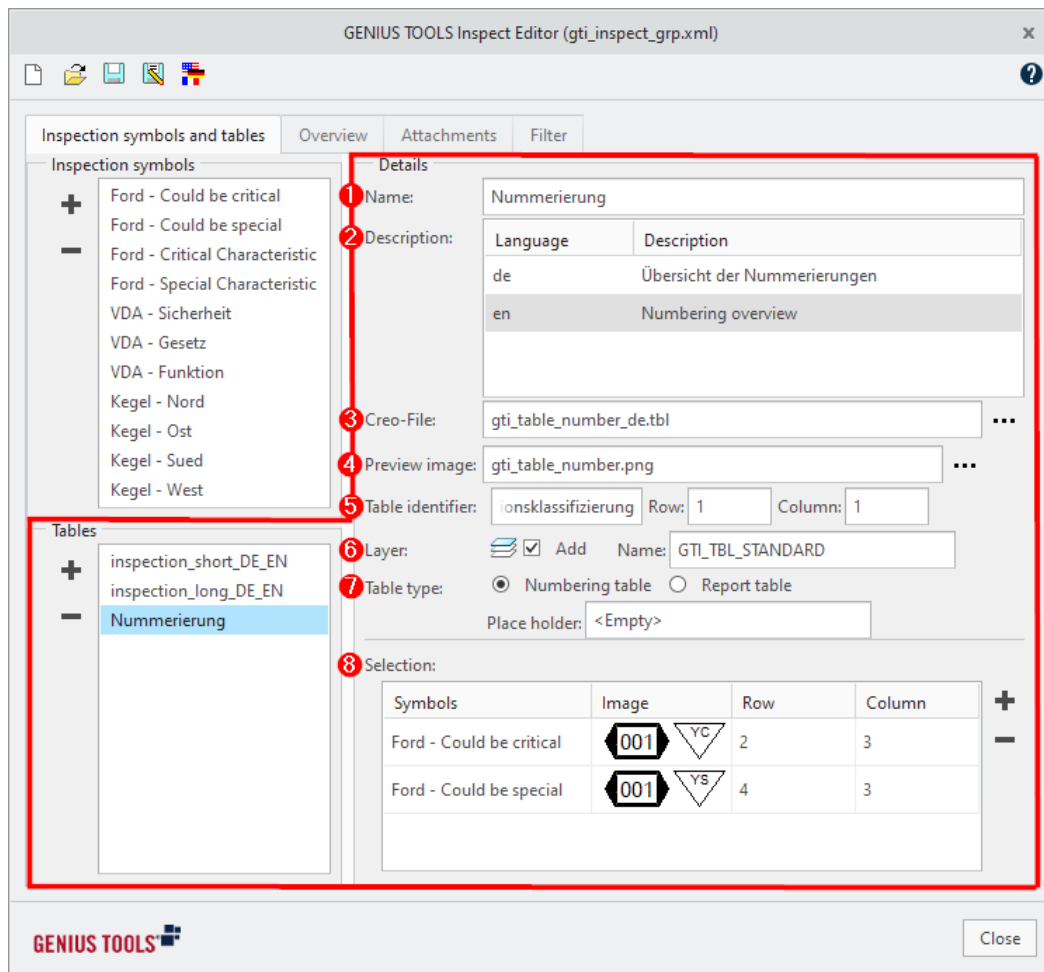 GENIUS TOOLS Inspect Editor (gti_inspect_grp.xml)
Inspection symbols and tables Overview Attachments Filter
Inspection symbols
Ford - Could be critical
Ford - Could be special
Ford - Critical Characteristic
Ford - Special Characteristic
VDA - Sicherheit
VDA - Gesetz
VDA - Funktion
Kegel - Nord
Kegel - Ost
Kegel - Sued
Kegel - West
Tables
inspection_short_DE_EN
inspection_long_DE_EN
Nummerierung
Details
1 Name: Nummerierung
2 Description: Language Description
de Übersicht der Nummerierungen
en Numbering overview
3 Creo-File: gti_table_number_de.tbl ...
4 Preview image: gti_table_number.png ...
5 Table identifier: ionsklassifizierung Row: 1 Column: 1
6 Layer: Add Name: GTI_TBL_STANDARD
7 Table type: Numbering table Report table
Place holder: <Empty>
8 Selection:
Symbols Image Row Column
Ford - Could be critical 001 YC 2 3
Ford - Could be special 001 YS 4 3
GENIUS TOOLS
Close